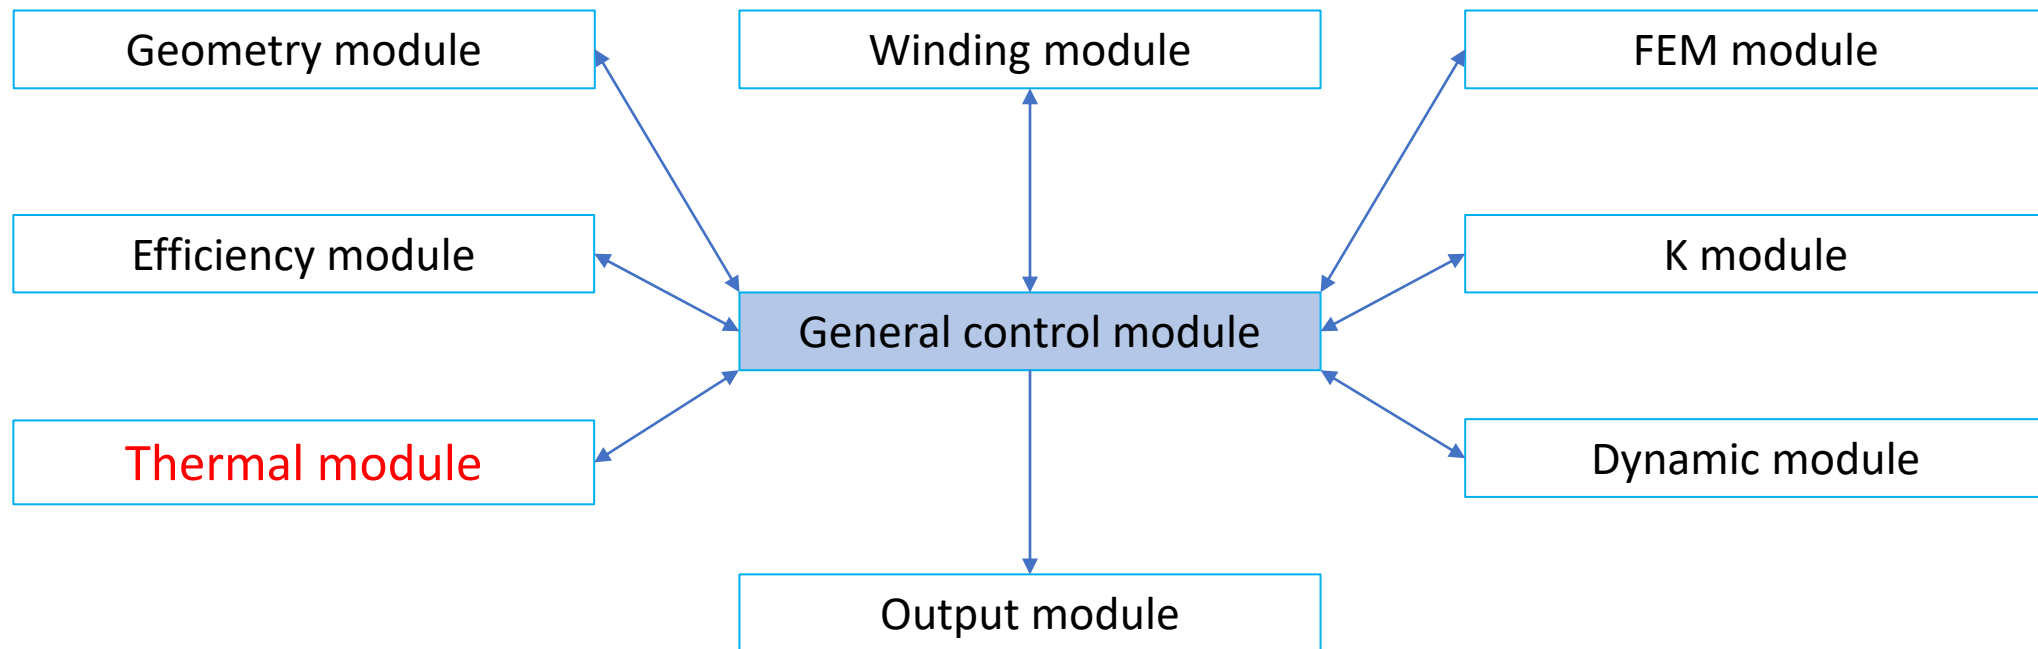 Geometry module
Winding module
FEM module
Efficiency module
K module
General control module
Thermal module
Dynamic module
Output module